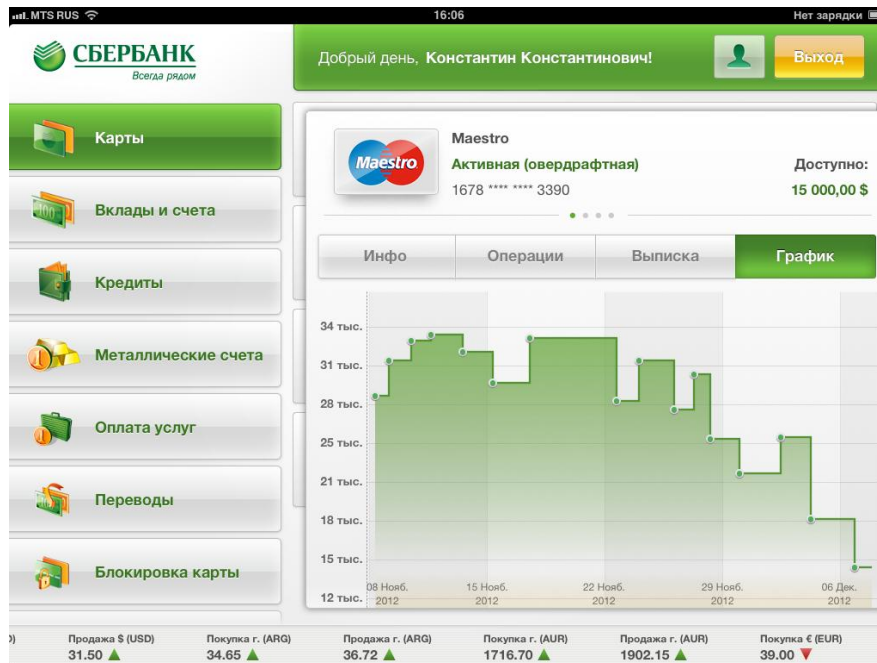 MTS RUS
16:06
Нет зарядки
СБЕРБАНК
Всегда рядом
Добрый день, Константин Константинович!
Выход
Карты
Вклады и счета
Кредиты
Металлические счета
Оплата услуг
Переводы
Блокировка карты
Maestro
Maestro
Активная (овердрафтная)
Доступно:
1678 **** **** 3390
15 000,00 $
Инфо
Операции
Выписка
График
34 тыс.
31 тыс.
28 тыс.
25 тыс.
21 тыс.
18 тыс.
15 тыс.
12 тыс.
08 Нояб.
2012
15 Нояб.
2012
22 Нояб.
2012
29 Нояб.
2012
06 Дек.
2012
Продажа $ (USD)
31.50
Покупка г. (ARG)
34.65
Продажа г. (ARG)
36.72
Покупка г. (AUR)
1716.70
Продажа г. (AUR)
1902.15
Покупка € (EUR)
39.00